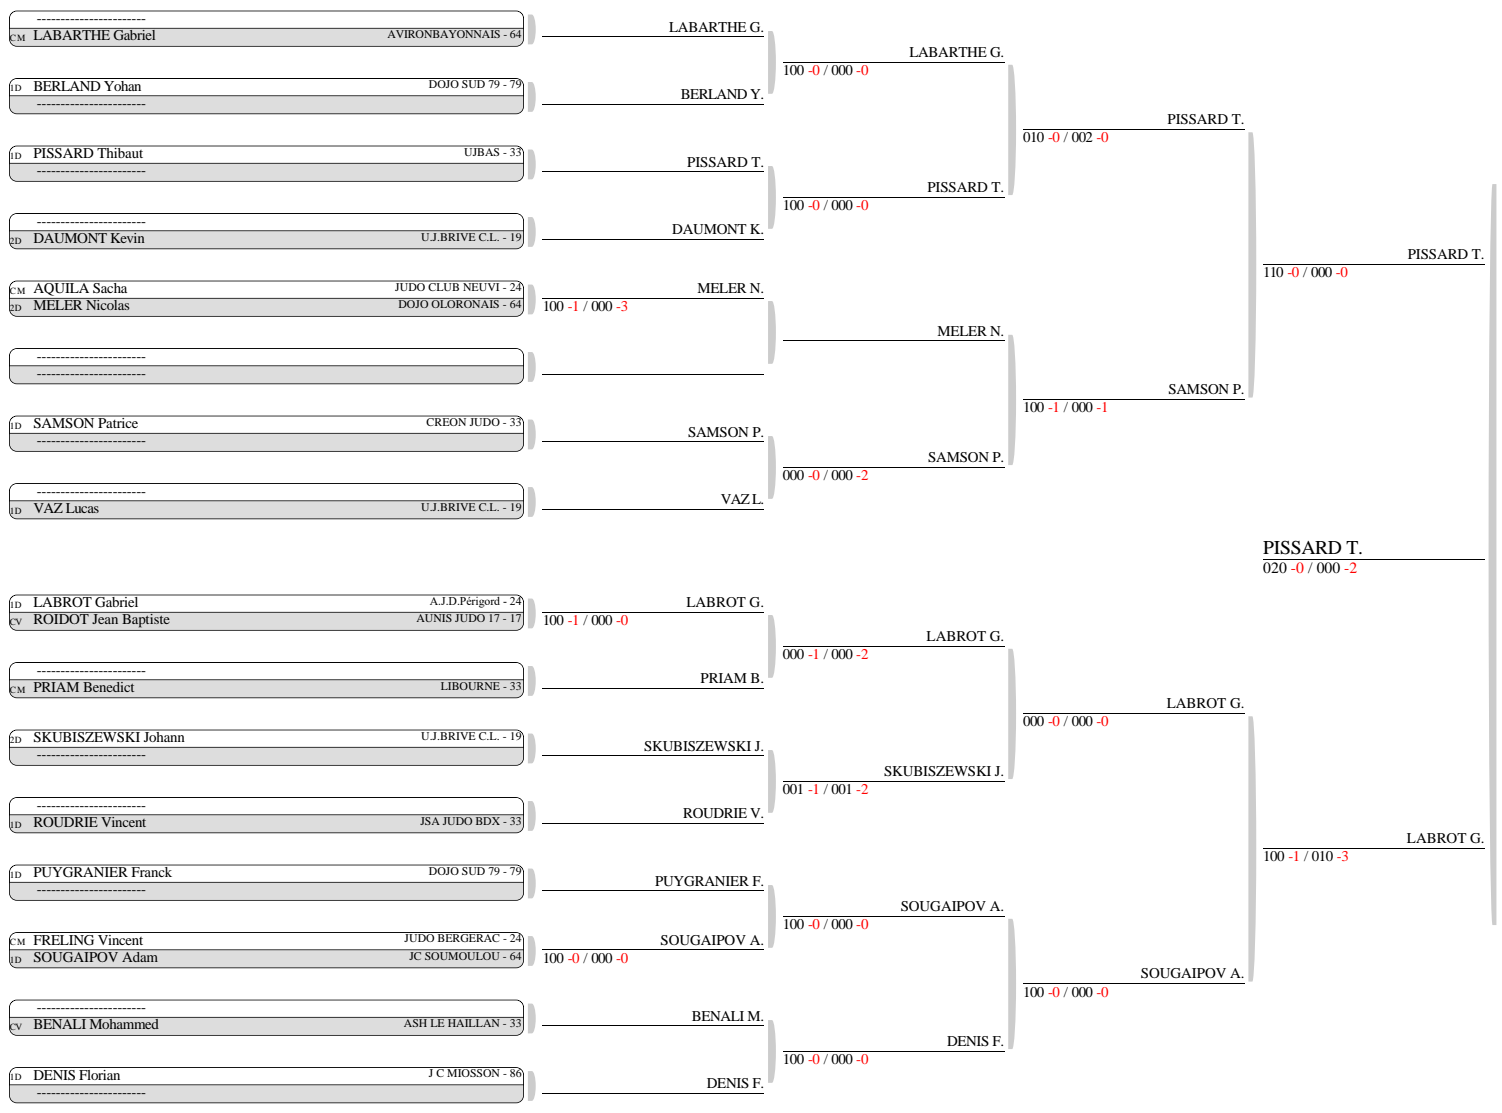 -----------------------
CM LABARTHE Gabriel AVIRONBAYONNAIS - 64
1D BERLAND Yohan DOJO SUD 79 - 79
-----------------------
1D PISSARD Thibaut UJBAS - 33
-----------------------
-----------------------
2D DAUMONT Kevin U.J.BRIVE C.L. - 19
CM AQUILA Sacha JUDO CLUB NEUVI - 24
2D MELER Nicolas DOJO OLORONAIS - 64
-----------------------
-----------------------
1D SAMSON Patrice CREON JUDO - 33
-----------------------
-----------------------
1D VAZ Lucas U.J.BRIVE C.L. - 19
1D LABROT Gabriel A.J.D.Périgord - 24
CV ROIDOT Jean Baptiste AUNIS JUDO 17 - 17
-----------------------
CM PRIAM Benedict LIBOURNE - 33
2D SKUBISZEWSKI Johann U.J.BRIVE C.L. - 19
-----------------------
-----------------------
1D ROUDRIE Vincent JSA JUDO BDX - 33
1D PUYGRANIER Franck DOJO SUD 79 - 79
-----------------------
CM FRELING Vincent JUDO BERGERAC - 24
1D SOUGAIPOV Adam JC SOUMOULOU - 64
-----------------------
CV BENALI Mohammed ASH LE HAILLAN - 33
1D DENIS Florian J C MIOSSON - 86
-----------------------
LABARTHE G.
BERLAND Y.
PISSARD T.
DAUMONT K.
MELER N.
100 -1 / 000 -3
SAMSON P.
VAZ L.
LABROT G.
100 -1 / 000 -0
PRIAM B.
SKUBISZEWSKI J.
ROUDRIE V.
PUYGRANIER F.
SOUGAIPOV A.
100 -0 / 000 -0
BENALI M.
DENIS F.
LABARTHE G.
100 -0 / 000 -0
PISSARD T.
100 -0 / 000 -0
MELER N.
SAMSON P.
000 -0 / 000 -2
LABROT G.
000 -1 / 000 -2
SKUBISZEWSKI J.
001 -1 / 001 -2
SOUGAIPOV A.
100 -0 / 000 -0
DENIS F.
100 -0 / 000 -0
PISSARD T.
010 -0 / 002 -0
SAMSON P.
100 -1 / 000 -1
LABROT G.
000 -0 / 000 -0
SOUGAIPOV A.
100 -0 / 000 -0
PISSARD T.
110 -0 / 000 -0
PISSARD T.
020 -0 / 000 -2
LABROT G.
100 -1 / 010 -3